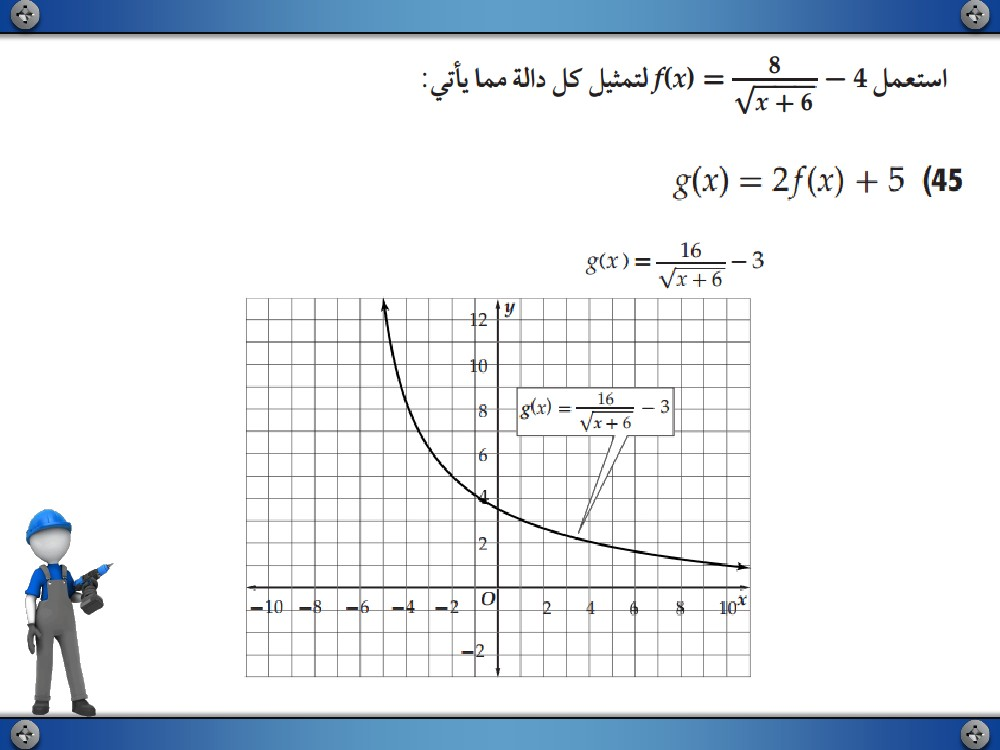 استعمل f(x) = 8/√(x + 6) − 4 لتمثيل كل دالة مما يأتي:
45) g(x) = 2f(x) + 5
g(x) = 16/√(x + 6) − 3
y
12
10
g(x) = 16/√(x + 6) − 3
8
6
4
2
−10 −8 −6 −4 −2 O 2 4 6 8 10 x
−2